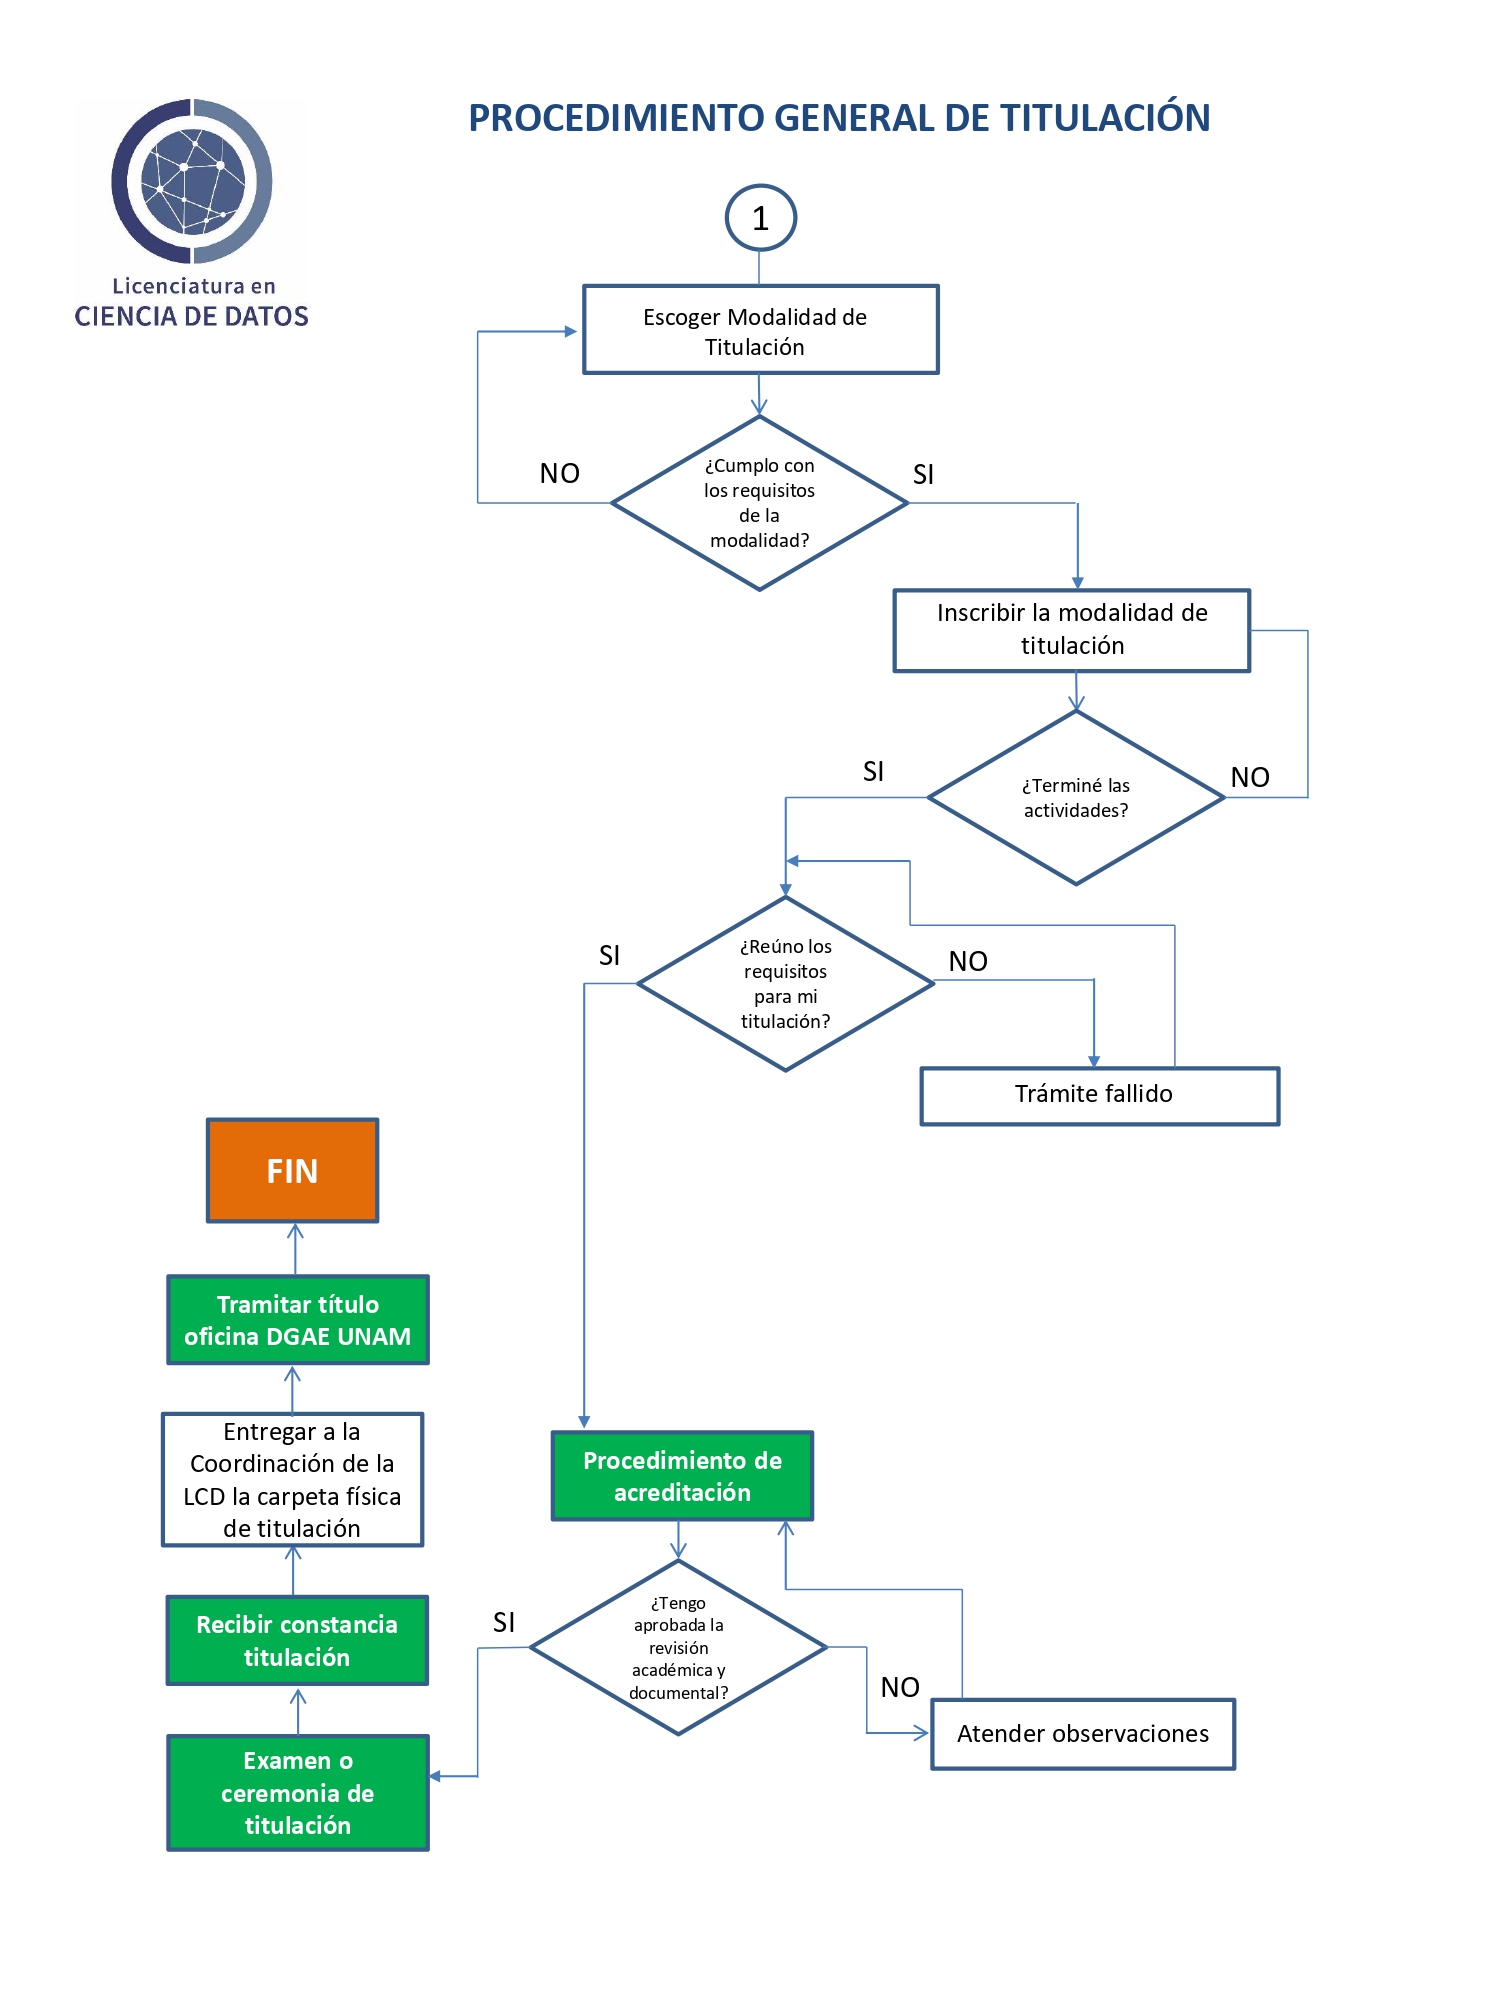 PROCEDIMIENTO GENERAL DE TITULACIÓN
Licenciatura en
CIENCIA DE DATOS
1
Escoger Modalidad de
Titulación
NO
¿Cumplo con
los requisitos
de la
modalidad?
SI
Inscribir la modalidad de
titulación
SI
¿Terminé las
actividades?
NO
SI
¿Reúno los
requisitos
para mi
titulación?
NO
Trámite fallido
FIN
Tramitar título
oficina DGAE UNAM
Entregar a la
Coordinación de la
LCD la carpeta física
de titulación
Procedimiento de
acreditación
Recibir constancia
titulación
SI
¿Tengo
aprobada la
revisión
académica y
documental?
NO
Atender observaciones
Examen o
ceremonia de
titulación